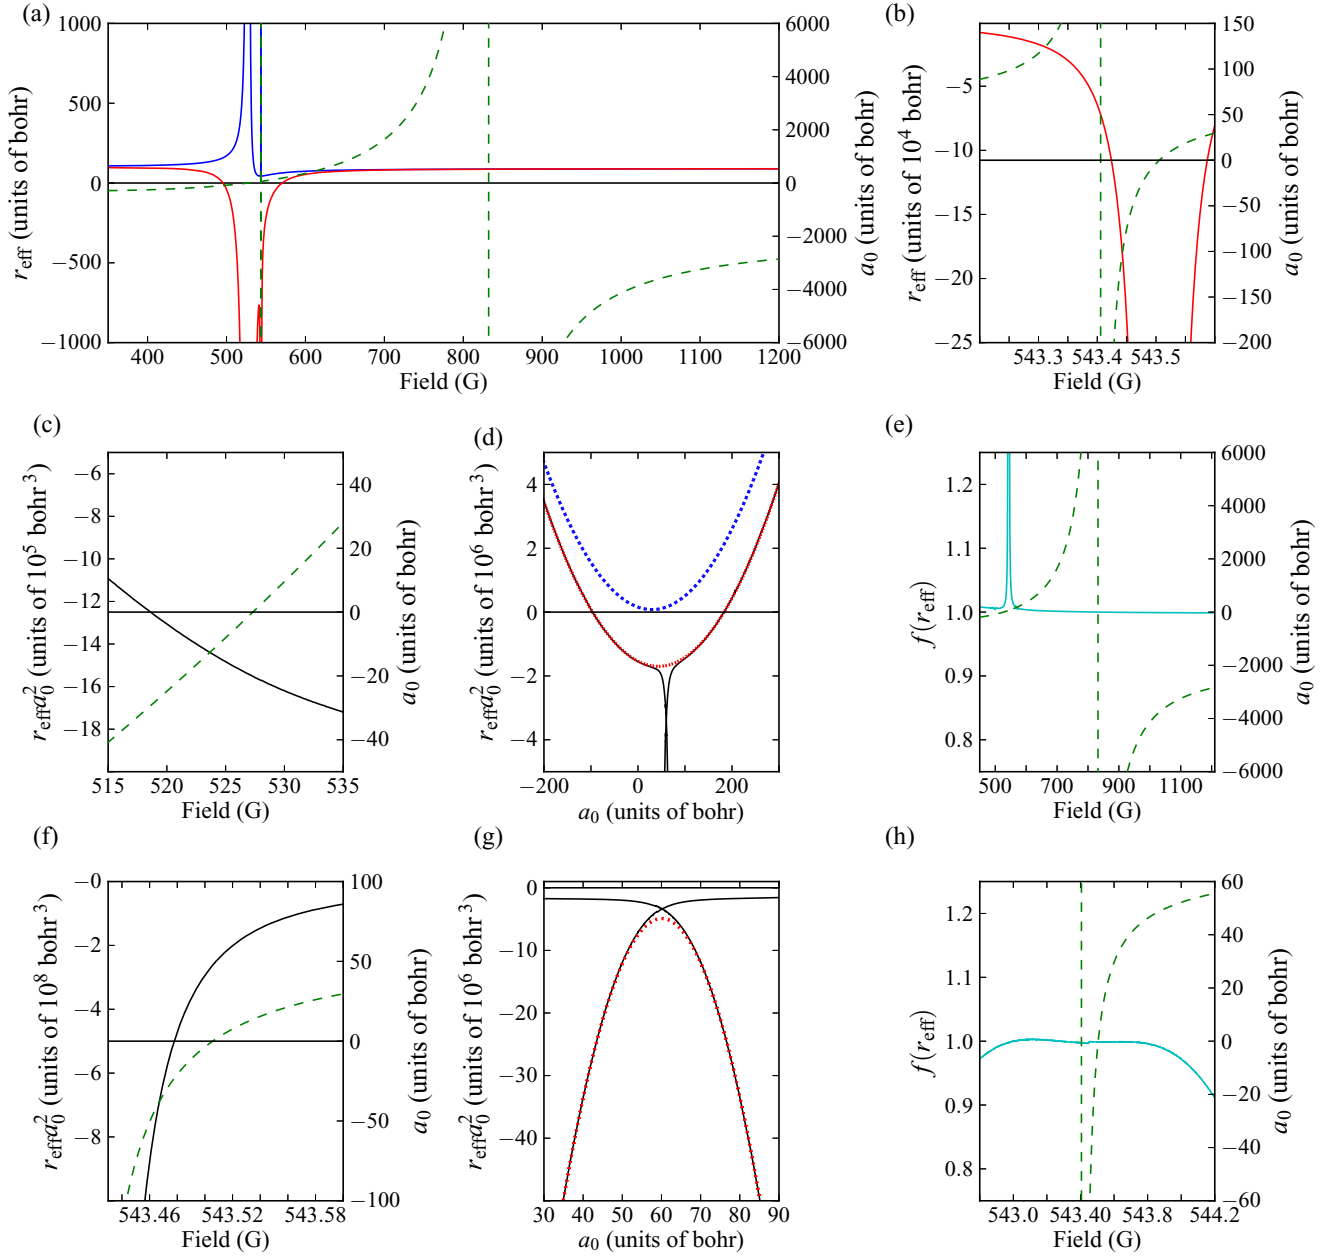 (a)
1000
500
0
−500
−1000
r_eff (units of bohr)
6000
4000
2000
0
−2000
−4000
−6000
a_0 (units of bohr)
400 500 600 700 800 900 1000 1100 1200
Field (G)
(b)
−5
−10
−15
−20
−25
r_eff (units of 10^4 bohr)
150
100
50
0
−50
−100
−150
−200
a_0 (units of bohr)
543.3 543.4 543.5
Field (G)
(c)
−6
−8
−10
−12
−14
−16
−18
r_eff a_0^2 (units of 10^5 bohr^3)
40
20
0
−20
−40
a_0 (units of bohr)
515 520 525 530 535
Field (G)
(d)
4
2
0
−2
−4
r_eff a_0^2 (units of 10^6 bohr^3)
−200 0 200
a_0 (units of bohr)
(e)
1.2
1.1
1.0
0.9
0.8
f(r_eff)
6000
4000
2000
0
−2000
−4000
−6000
a_0 (units of bohr)
500 700 900 1100
Field (G)
(f)
−0
−2
−4
−6
−8
r_eff a_0^2 (units of 10^8 bohr^3)
100
50
0
−50
−100
a_0 (units of bohr)
543.46 543.52 543.58
Field (G)
(g)
0
−10
−20
−30
−40
r_eff a_0^2 (units of 10^6 bohr^3)
30 40 50 60 70 80 90
a_0 (units of bohr)
(h)
1.2
1.1
1.0
0.9
0.8
f(r_eff)
60
40
20
0
−20
−40
−60
a_0 (units of bohr)
543.0 543.40 543.8 544.2
Field (G)